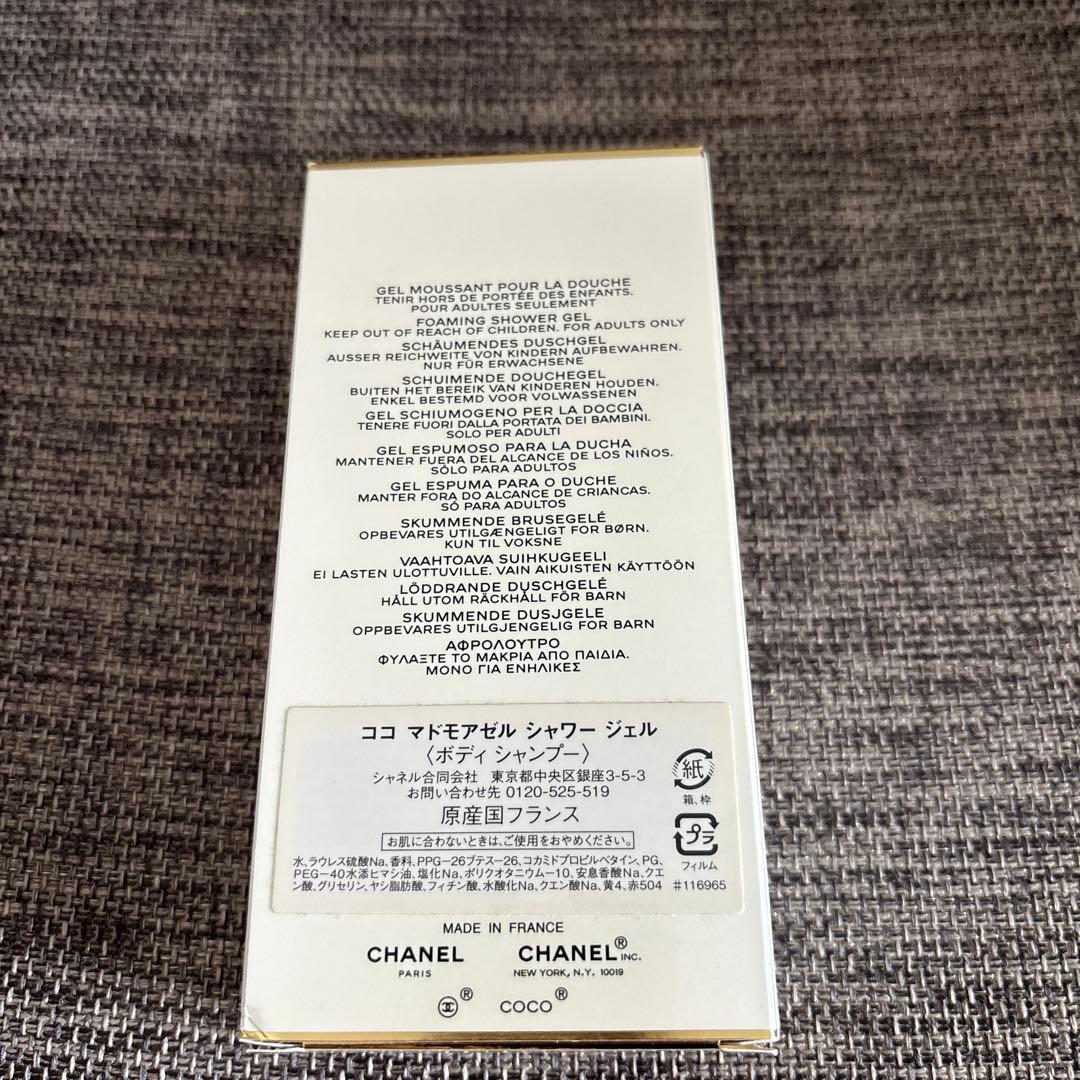 GEL MOUSSANT POUR LA DOUCHE
TENIR HORS DE PORTÉE DES ENFANTS.
POUR ADULTES SEULEMENT
FOAMING SHOWER GEL
KEEP OUT OF REACH OF CHILDREN. FOR ADULTS ONLY
SCHÄUMENDES DUSCHGEL
AUSSER REICHWEITE VON KINDERN AUFBEWAHREN.
NUR FÜR ERWACHSENE
SCHUIMENDE DOUCHEGEL
BUITEN HET BEREIK VAN KINDEREN HOUDEN.
ENKEL BESTEMD VOOR VOLWASSENEN
GEL SCHIUMOGENO PER LA DOCCIA
TENERE FUORI DALLA PORTATA DEI BAMBINI.
SOLO PER ADULTI
GEL ESPUMOSO PARA LA DUCHA
MANTENER FUERA DEL ALCANCE DE LOS NIÑOS.
SÓLO PARA ADULTOS
GEL ESPUMA PARA O DUCHE
MANTER FORA DO ALCANCE DE CRIANCAS.
SÓ PARA ADULTOS
SKUMMENDE BRUSEGELÉ
OPBEVARES UTILGÆNGELIGT FOR BØRN.
KUN TIL VOKSNE
VAAHTOAVA SUIHKUGEELI
EI LASTEN ULOTTUVILLE. VAIN AIKUISTEN KÄYTTÖÖN
LÖDDRANDE DUSCHGELÉ
HÅLL UTOM RÄCKHÅLL FÖR BARN
SKUMMENDE DUSJGELE
OPPBEVARES UTILGJENGELIG FOR BARN
ΑΦΡΟΛΟΥΤΡΟ
ΦΥΛΑΞΤΕ ΤΟ ΜΑΚΡΙΑ ΑΠΟ ΠΑΙΔΙΑ.
ΜΟΝΟ ΓΙΑ ΕΝΗΛΙΚΕΣ
ココ マドモアゼル シャワー ジェル
〈ボディ シャンプー〉
シャネル合同会社 東京都中央区銀座3-5-3
お問い合わせ先 0120-525-519
原産国フランス
お肌に合わないときは、ご使用をおやめください。
水、ラウレス硫酸Na、香料、PPG-26ブテス-26、コカミドプロピルベタイン、PG、
PEG-40水添ヒマシ油、塩化Na、ポリクオタニウム-10、安息香酸Na、クエ
ン酸、グリセリン、ヤシ脂肪酸、フィチン酸、水酸化Na、クエン酸Na、黄4、赤504 #116965
紙
箱、枠
プラ
フィルム
MADE IN FRANCE
CHANEL
PARIS
CHANEL® INC.
NEW YORK, N.Y. 10019
®
COCO®